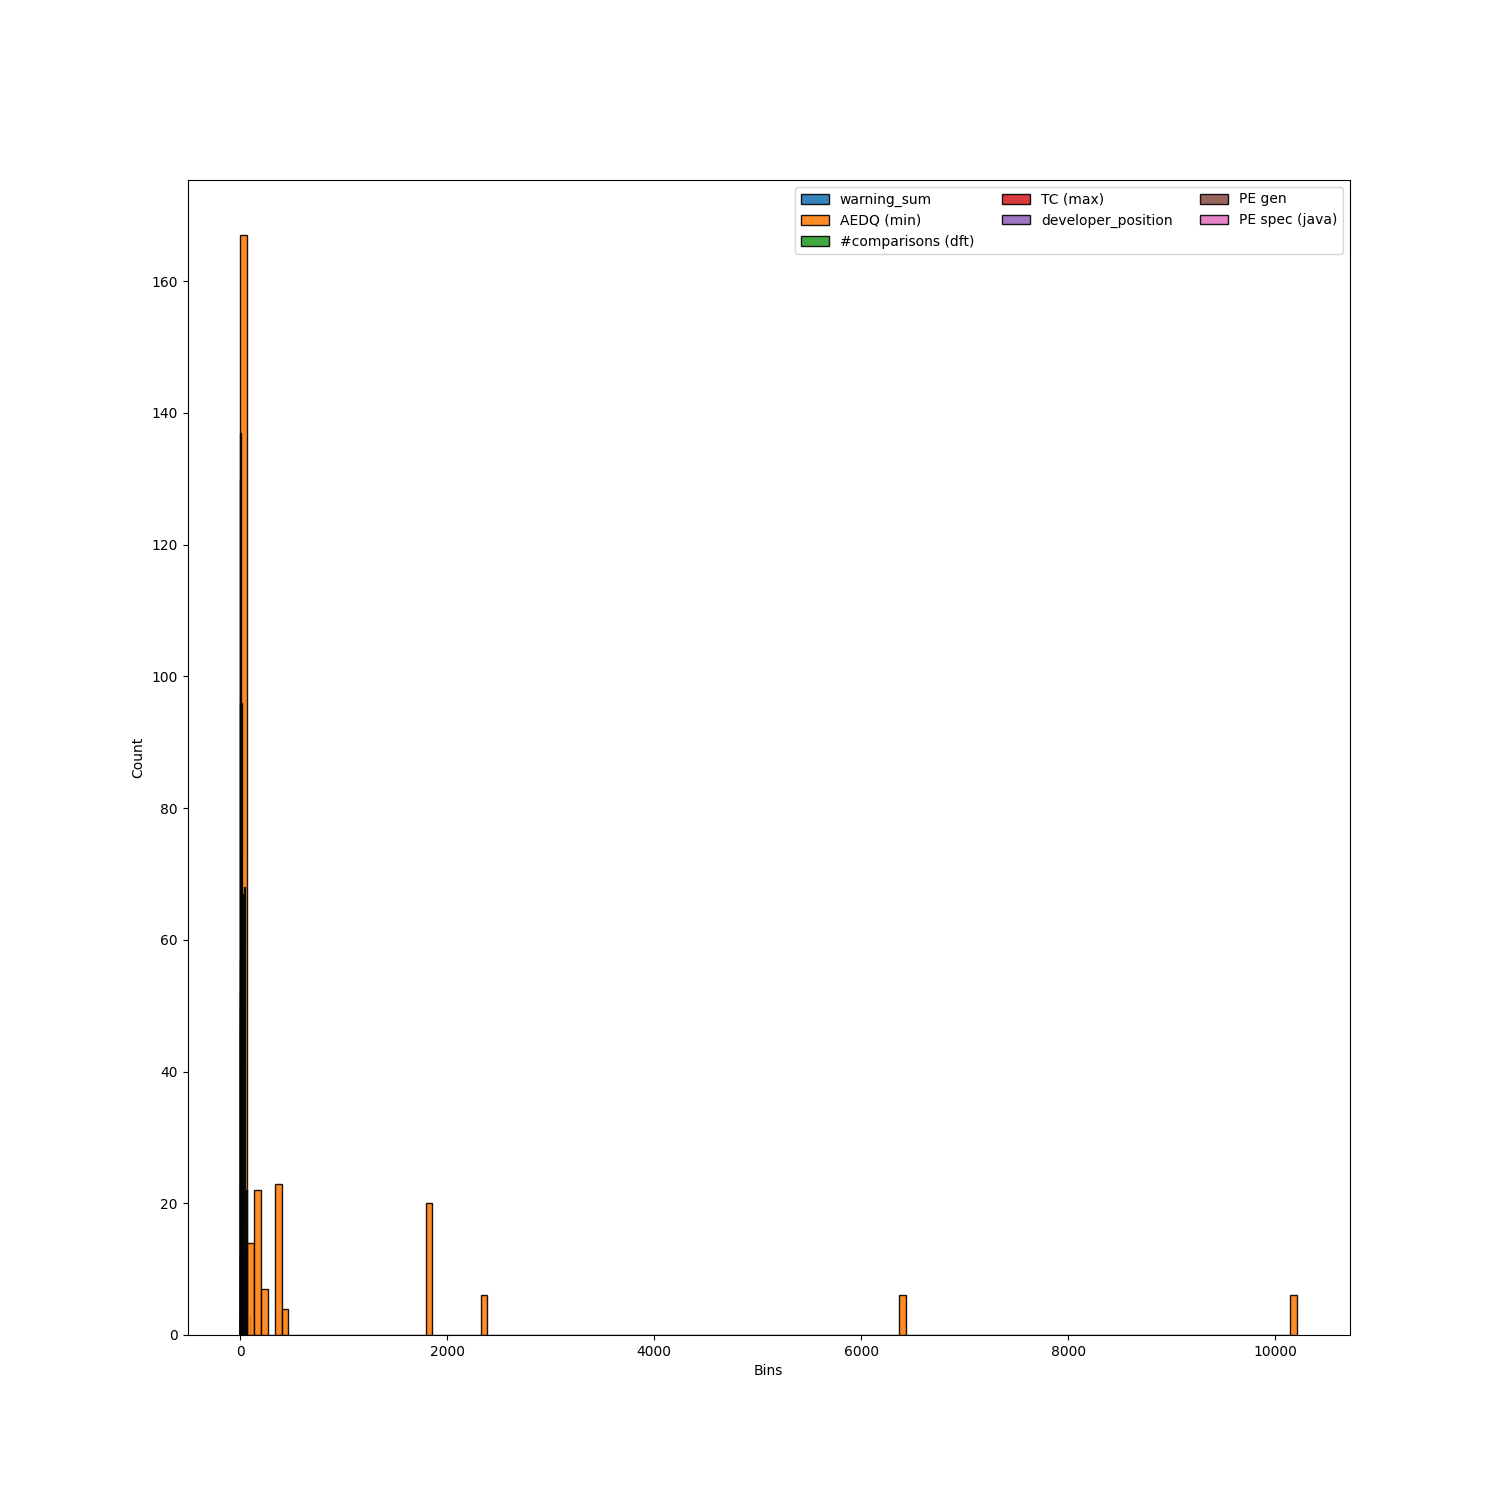 warning_sum
AEDQ (min)
#comparisons (dft)
TC (max)
developer_position
PE gen
PE spec (java)
160
140
120
100
80
60
40
20
0
Count
0 2000 4000 6000 8000 10000
Bins